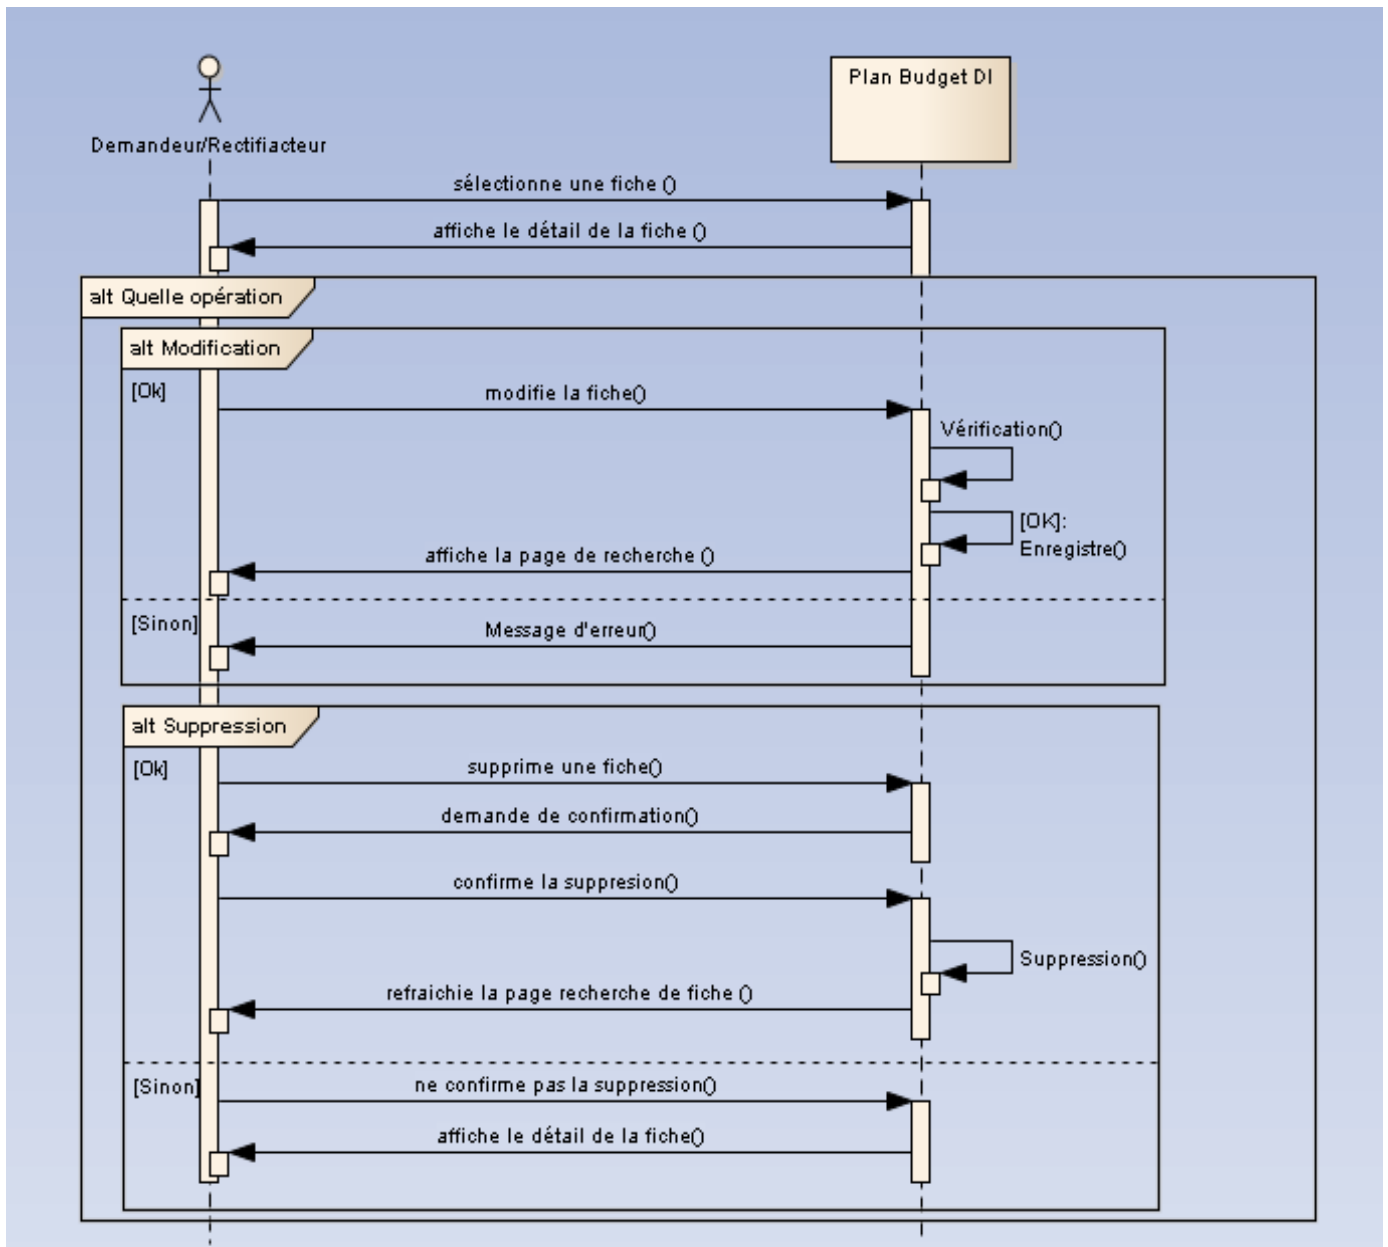 Plan Budget DI
Demandeur/Rectifiacteur
sélectionne une fiche ()
affiche le détail de la fiche ()
alt Quelle opération
alt Modification
[Ok]
modifie la fiche()
Vérification()
[OK]:
Enregistre()
affiche la page de recherche ()
[Sinon]
Message d'erreur()
alt Suppression
[Ok]
supprime une fiche()
demande de confirmation()
confirme la suppresion()
Suppression()
refraichie la page recherche de fiche ()
[Sinon]
ne confirme pas la suppression()
affiche le détail de la fiche()